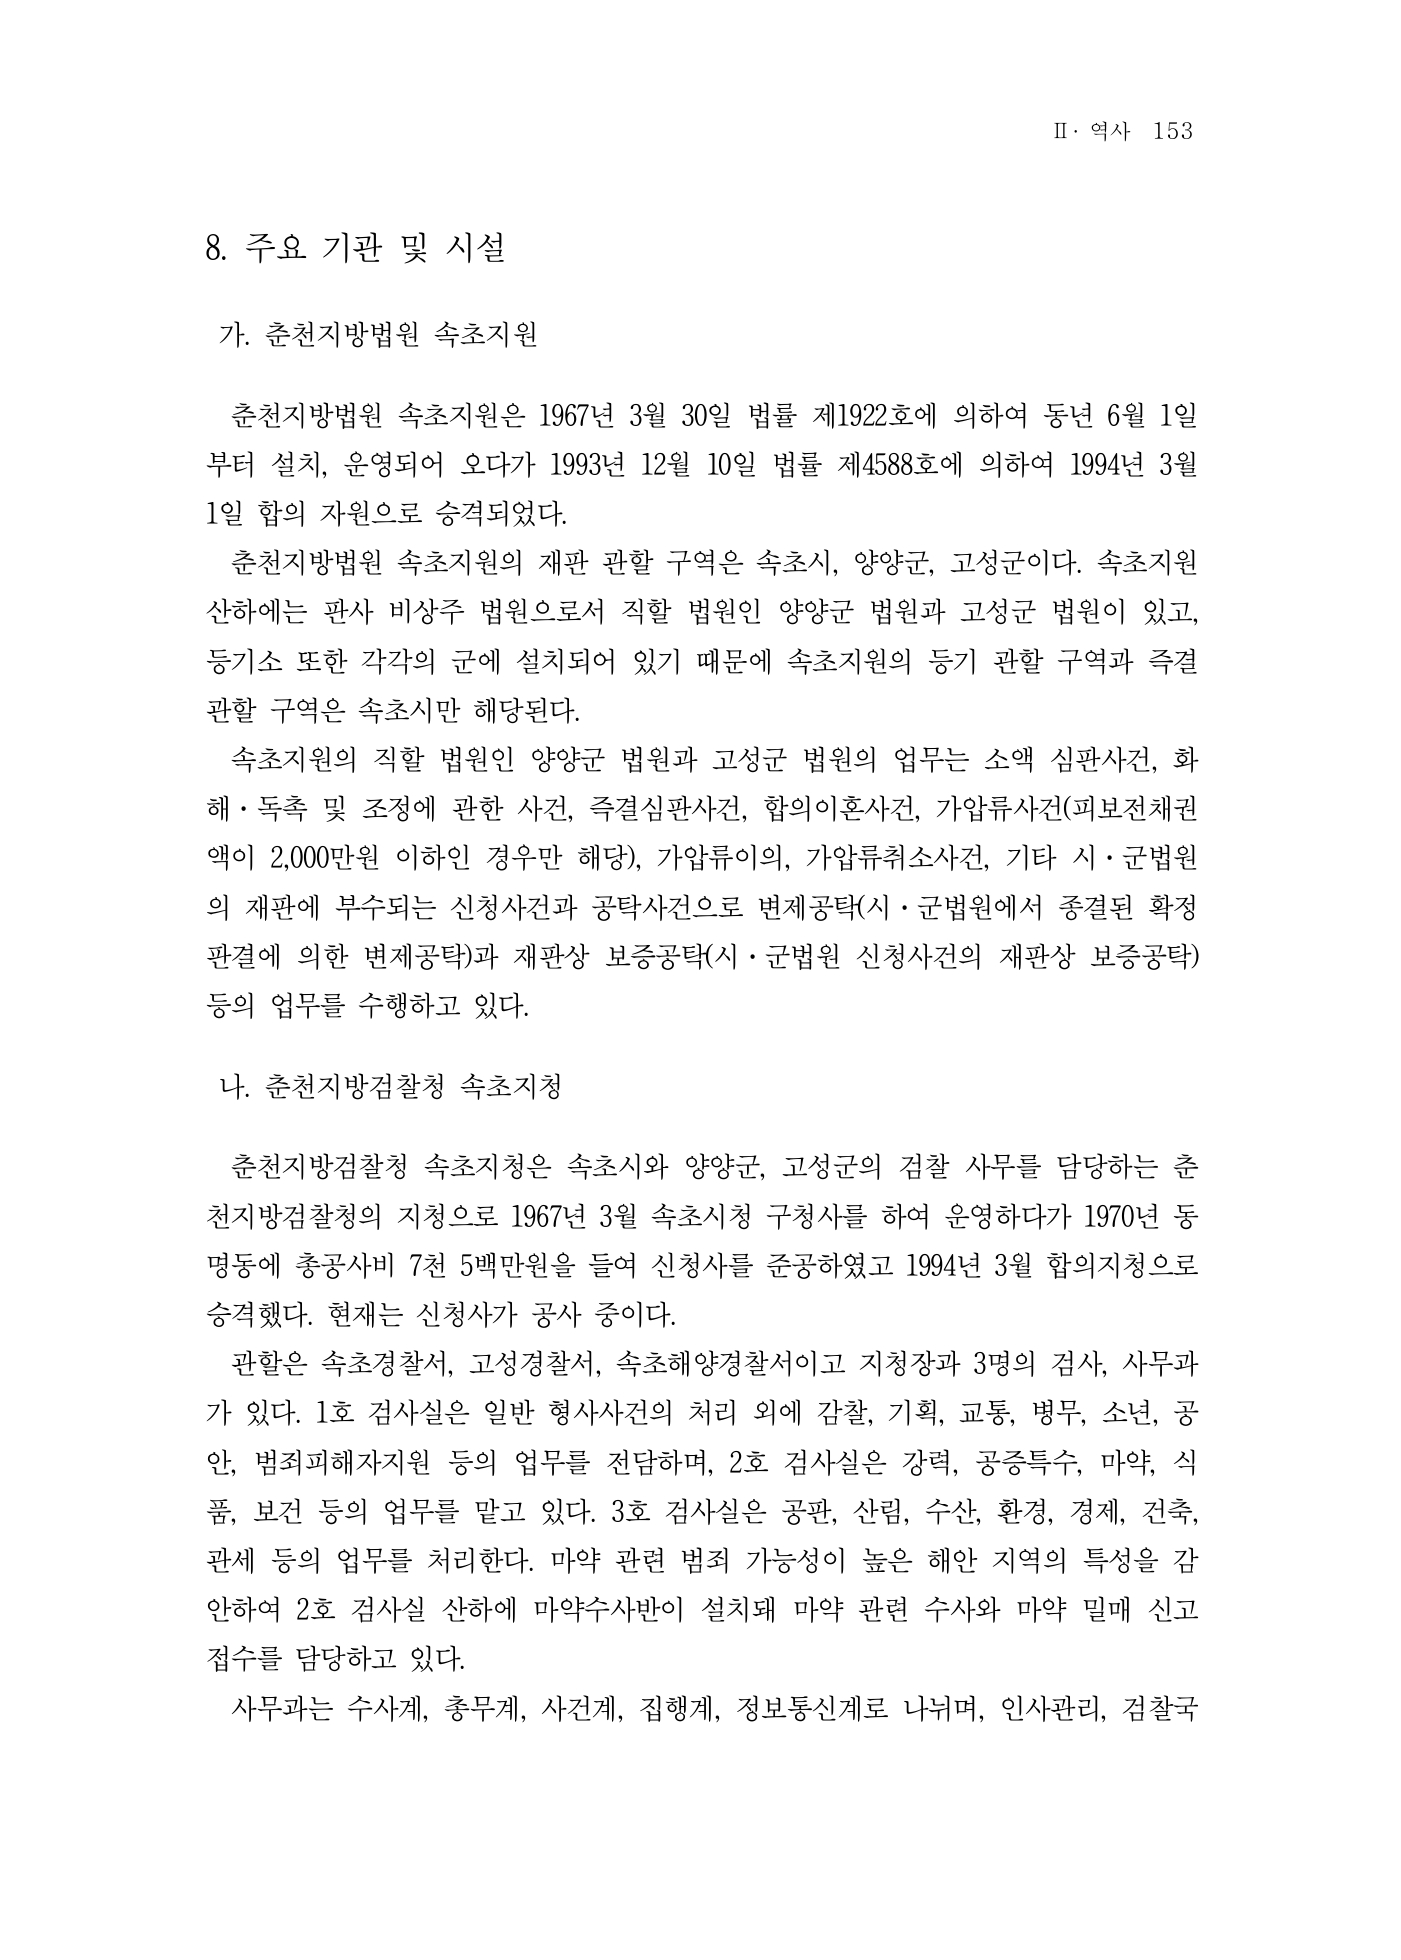 Ⅱ· 역사 153
8. 주요 기관 및 시설
가. 춘천지방법원 속초지원
춘천지방법원 속초지원은 1967년 3월 30일 법률 제1922호에 의하여 동년 6월 1일
부터 설치, 운영되어 오다가 1993년 12월 10일 법률 제4588호에 의하여 1994년 3월
1일 합의 자원으로 승격되었다.
춘천지방법원 속초지원의 재판 관할 구역은 속초시, 양양군, 고성군이다. 속초지원
산하에는 판사 비상주 법원으로서 직할 법원인 양양군 법원과 고성군 법원이 있고,
등기소 또한 각각의 군에 설치되어 있기 때문에 속초지원의 등기 관할 구역과 즉결
관할 구역은 속초시만 해당된다.
속초지원의 직할 법원인 양양군 법원과 고성군 법원의 업무는 소액 심판사건, 화
해·독촉 및 조정에 관한 사건, 즉결심판사건, 합의이혼사건, 가압류사건(피보전채권
액이 2,000만원 이하인 경우만 해당), 가압류이의, 가압류취소사건, 기타 시·군법원
의 재판에 부수되는 신청사건과 공탁사건으로 변제공탁(시·군법원에서 종결된 확정
판결에 의한 변제공탁)과 재판상 보증공탁(시·군법원 신청사건의 재판상 보증공탁)
등의 업무를 수행하고 있다.
나. 춘천지방검찰청 속초지청
춘천지방검찰청 속초지청은 속초시와 양양군, 고성군의 검찰 사무를 담당하는 춘
천지방검찰청의 지청으로 1967년 3월 속초시청 구청사를 하여 운영하다가 1970년 동
명동에 총공사비 7천 5백만원을 들여 신청사를 준공하였고 1994년 3월 합의지청으로
승격했다. 현재는 신청사가 공사 중이다.
관할은 속초경찰서, 고성경찰서, 속초해양경찰서이고 지청장과 3명의 검사, 사무과
가 있다. 1호 검사실은 일반 형사사건의 처리 외에 감찰, 기획, 교통, 병무, 소년, 공
안, 범죄피해자지원 등의 업무를 전담하며, 2호 검사실은 강력, 공증특수, 마약, 식
품, 보건 등의 업무를 맡고 있다. 3호 검사실은 공판, 산림, 수산, 환경, 경제, 건축,
관세 등의 업무를 처리한다. 마약 관련 범죄 가능성이 높은 해안 지역의 특성을 감
안하여 2호 검사실 산하에 마약수사반이 설치돼 마약 관련 수사와 마약 밀매 신고
접수를 담당하고 있다.
사무과는 수사계, 총무계, 사건계, 집행계, 정보통신계로 나뉘며, 인사관리, 검찰국